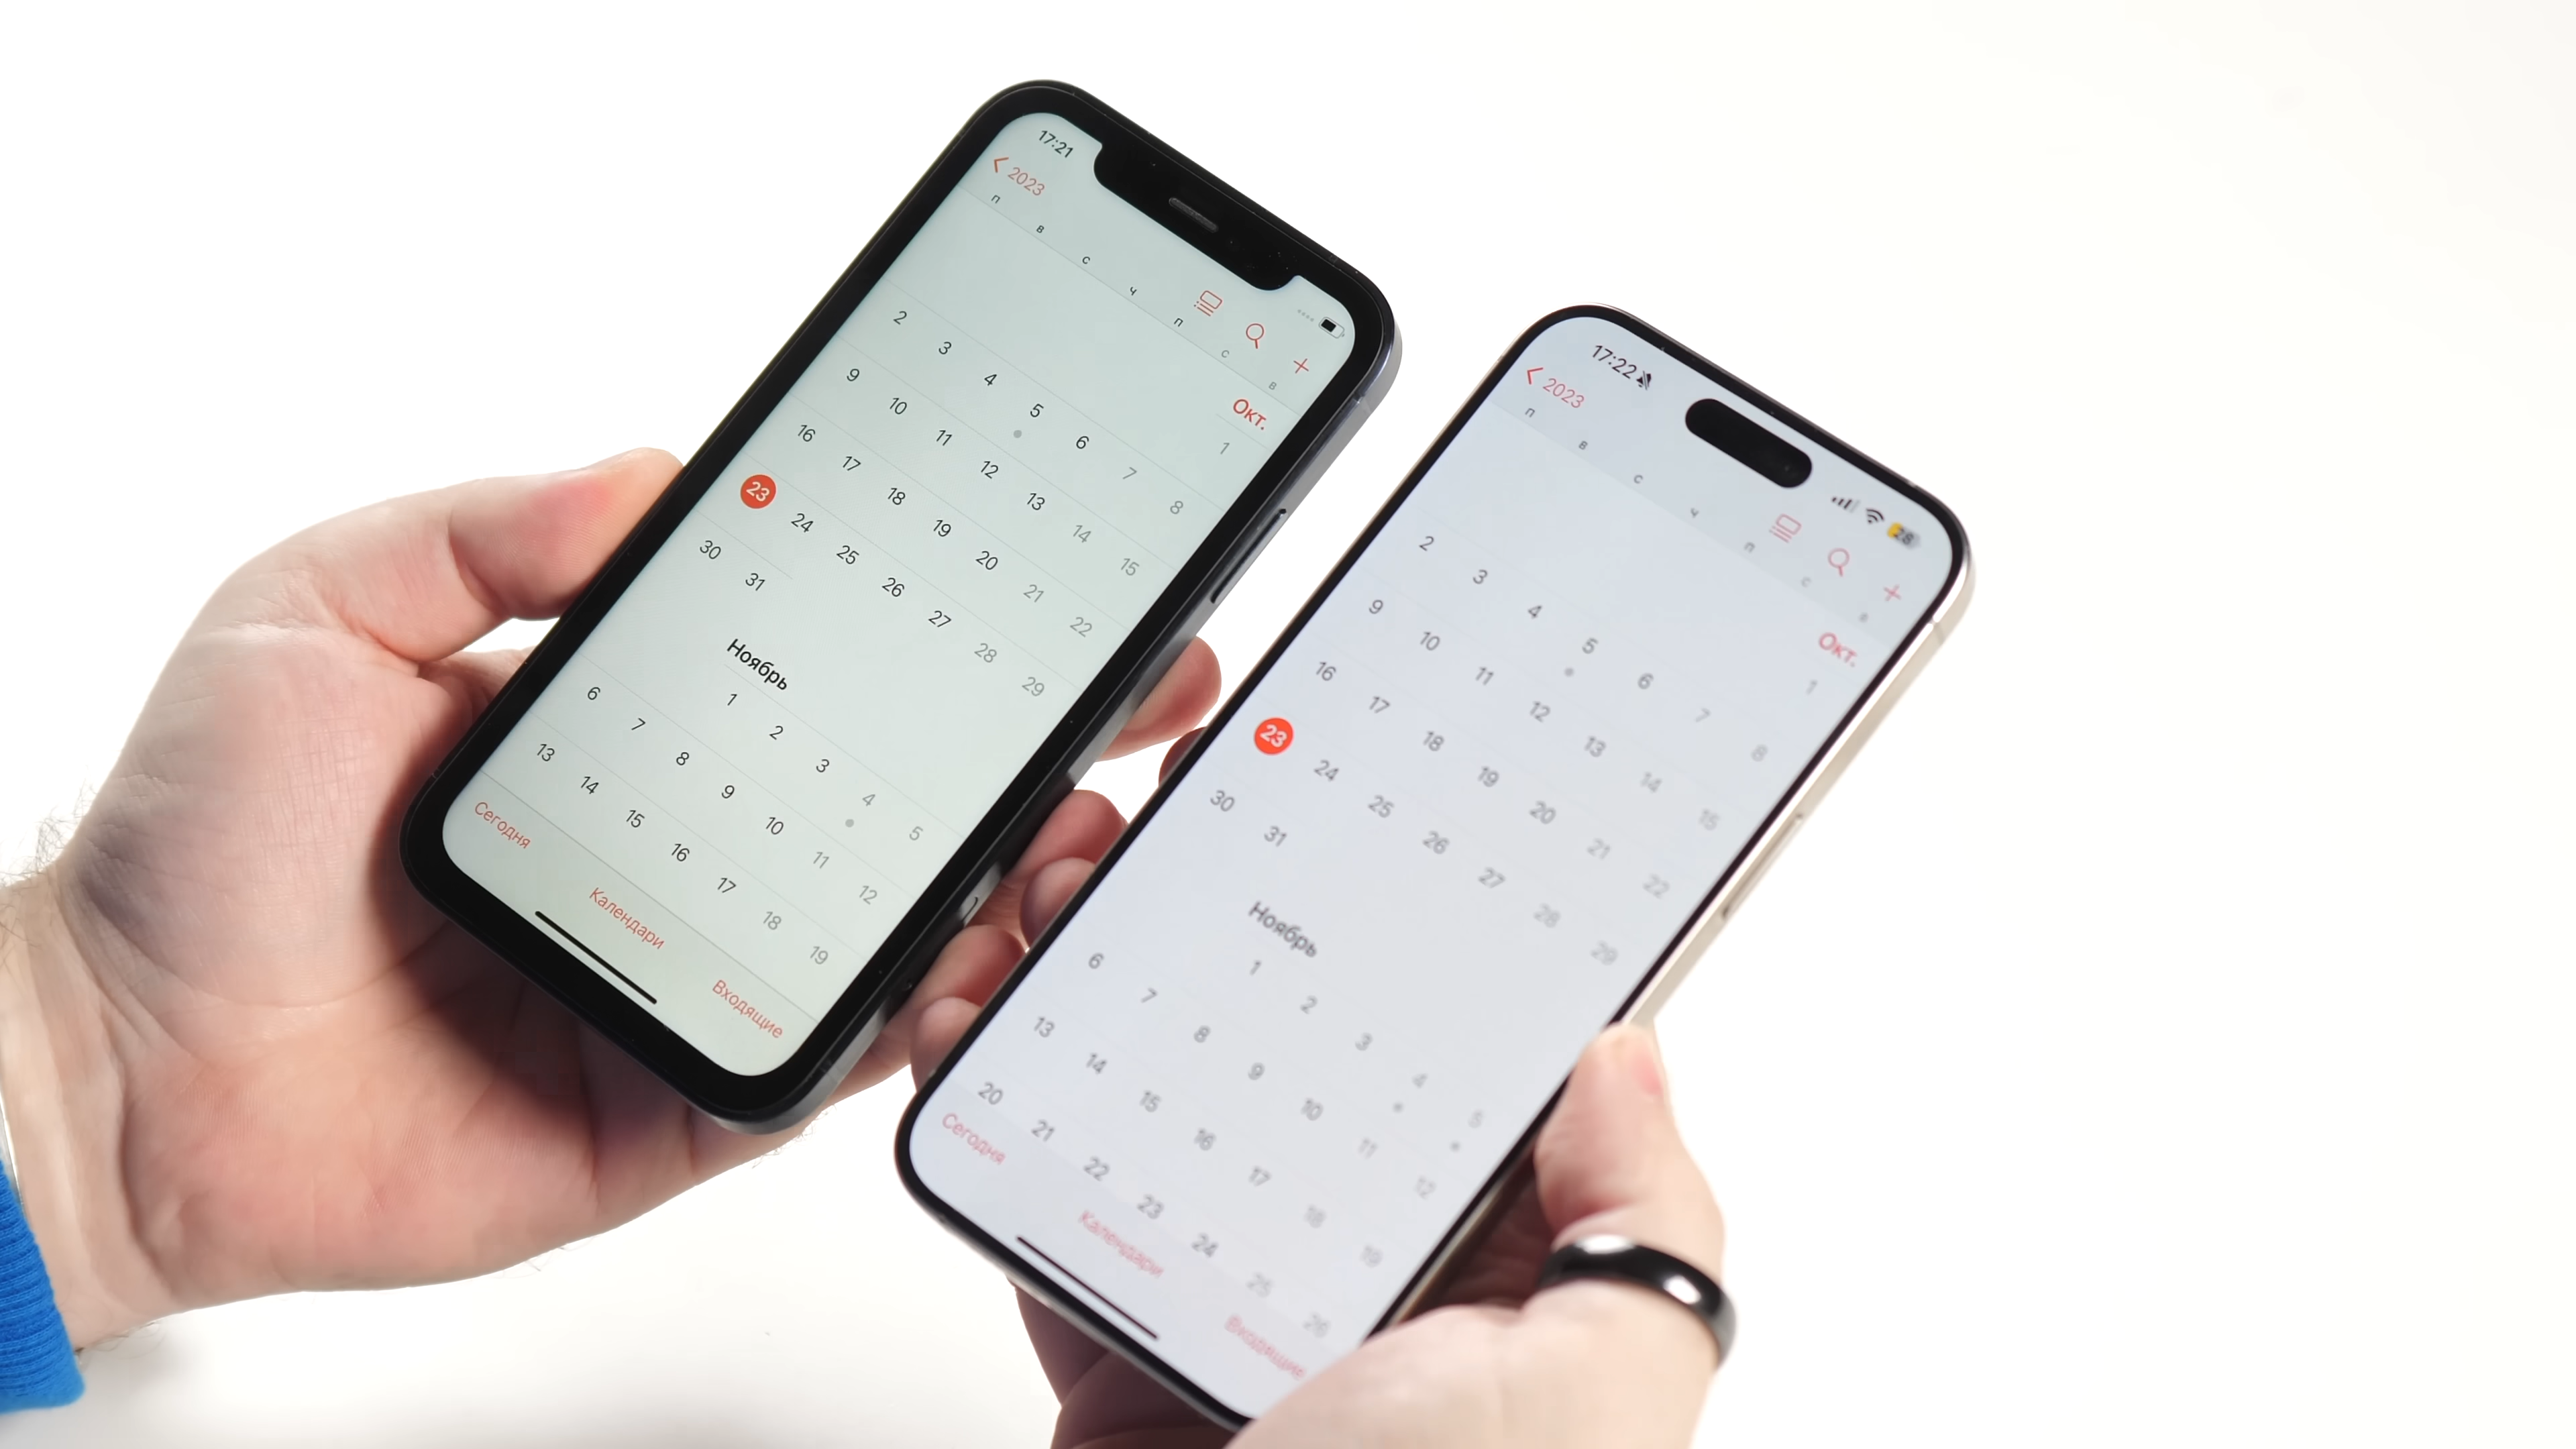 17:21
2023
П В С Ч П С В
Окт.
1
2 3 4 5 6 7 8
9 10 11 12 13 14 15
16 17 18 19 20 21 22
23 24 25 26 27 28 29
30 31
Ноябрь
1 2 3 4 5
6 7 8 9 10 11 12
13 14 15 16 17 18 19
Сегодня Календари Входящие
17:22
28
2023
П В С Ч П С В
Окт.
1
2 3 4 5 6 7 8
9 10 11 12 13 14 15
16 17 18 19 20 21 22
23 24 25 26 27 28 29
30 31
Ноябрь
1 2 3 4 5
6 7 8 9 10 11 12
13 14 15 16 17 18 19
20 21 22 23 24 25 26
Сегодня Календари Входящие